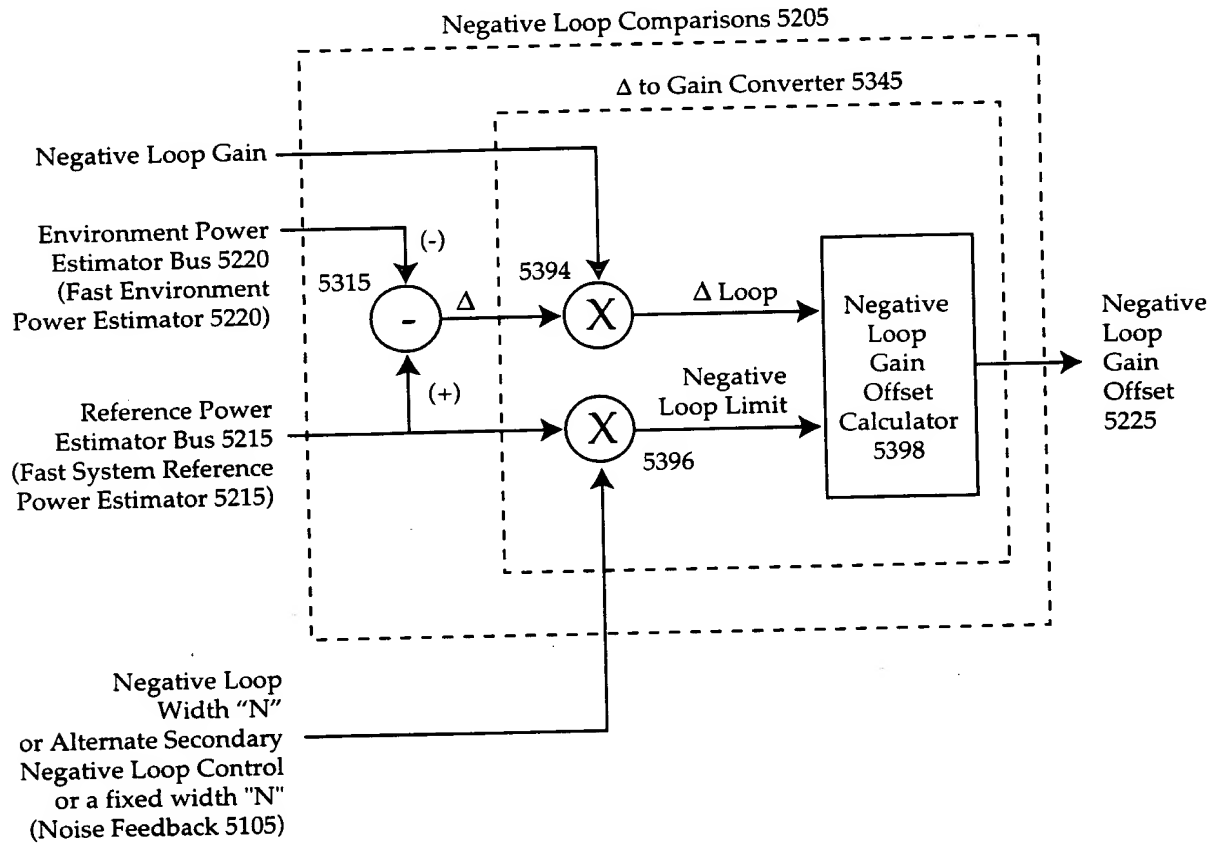 Negative Loop Comparisons 5205
Δ to Gain Converter 5345
Negative Loop Gain
Environment Power
Estimator Bus 5220
(Fast Environment
Power Estimator 5220)
(-)
5315
-
Δ
5394
X
Δ Loop
Negative
Loop
Gain
Offset
Calculator
5398
Negative
Loop
Gain
Offset
5225
(+)
Reference Power
Estimator Bus 5215
(Fast System Reference
Power Estimator 5215)
X
5396
Negative
Loop Limit
Negative Loop
Width “N”
or Alternate Secondary
Negative Loop Control
or a fixed width "N"
(Noise Feedback 5105)